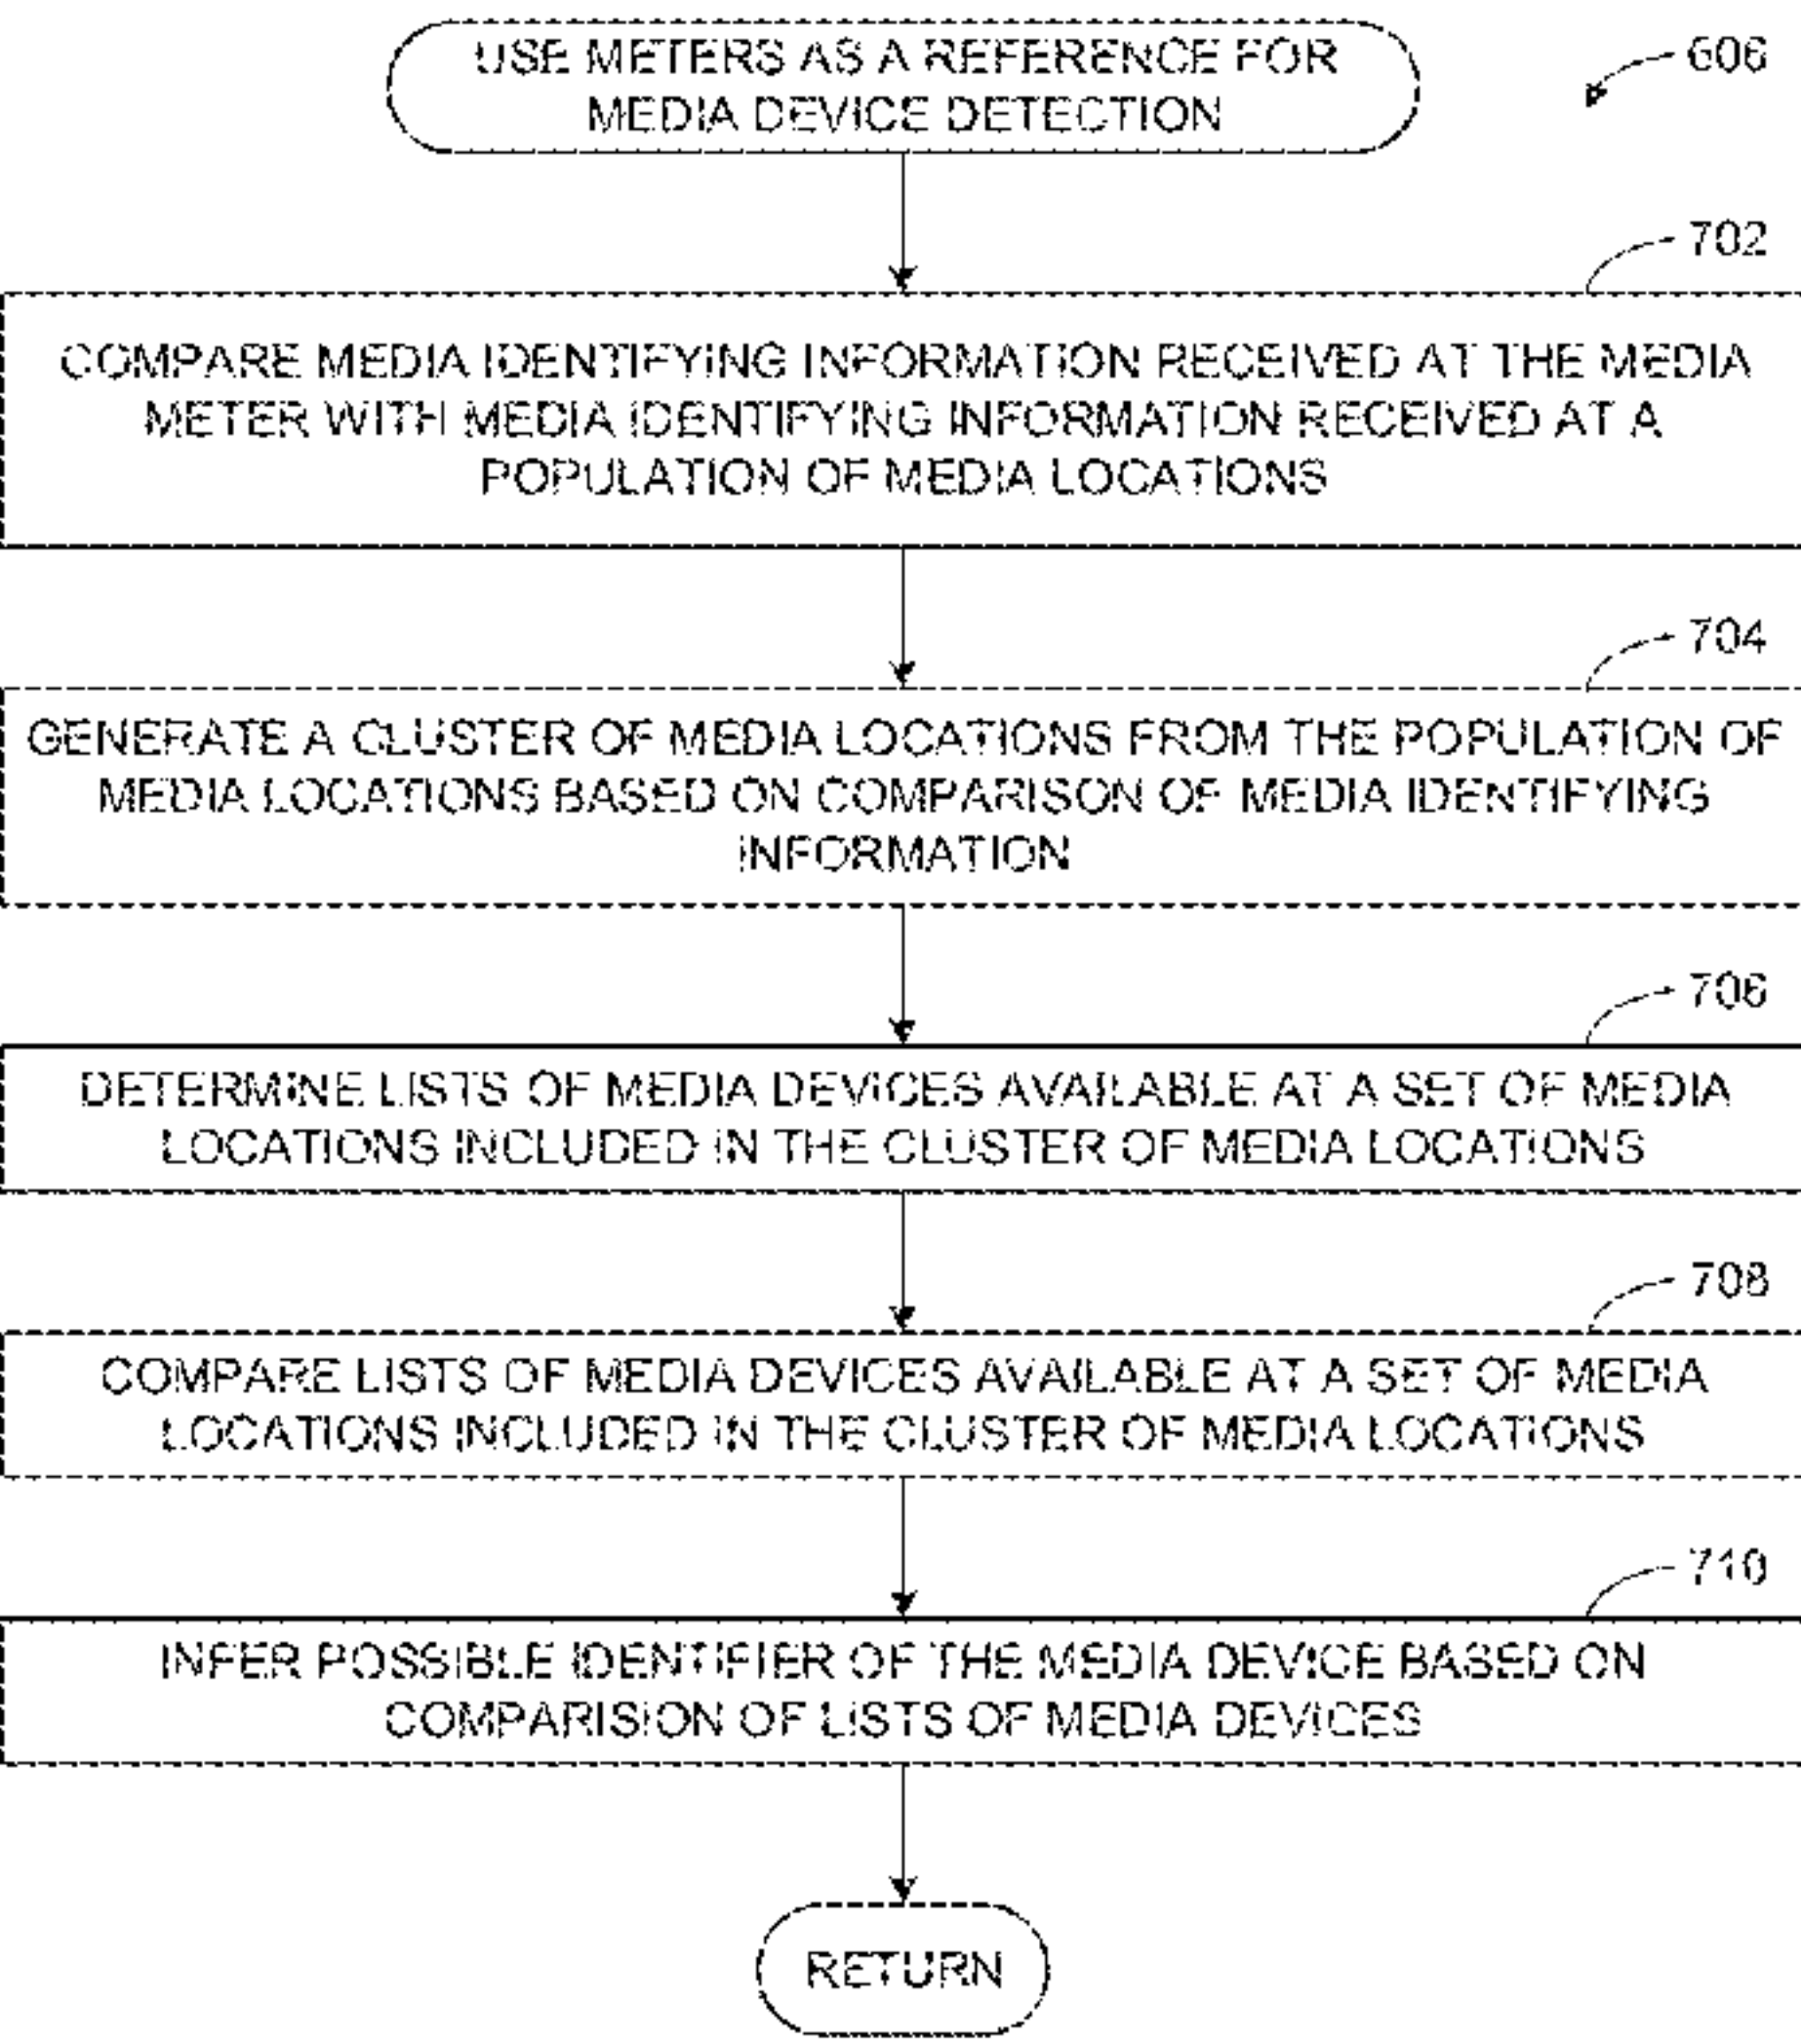 USE METERS AS A REFERENCE FOR
MEDIA DEVICE DETECTION
606
702
COMPARE MEDIA IDENTIFYING INFORMATION RECEIVED AT THE MEDIA
METER WITH MEDIA IDENTIFYING INFORMATION RECEIVED AT A
POPULATION OF MEDIA LOCATIONS
704
GENERATE A CLUSTER OF MEDIA LOCATIONS FROM THE POPULATION OF
MEDIA LOCATIONS BASED ON COMPARISON OF MEDIA IDENTIFYING
INFORMATION
706
DETERMINE LISTS OF MEDIA DEVICES AVAILABLE AT A SET OF MEDIA
LOCATIONS INCLUDED IN THE CLUSTER OF MEDIA LOCATIONS
708
COMPARE LISTS OF MEDIA DEVICES AVAILABLE AT A SET OF MEDIA
LOCATIONS INCLUDED IN THE CLUSTER OF MEDIA LOCATIONS
710
INFER POSSIBLE IDENTIFIER OF THE MEDIA DEVICE BASED ON
COMPARISION OF LISTS OF MEDIA DEVICES
RETURN